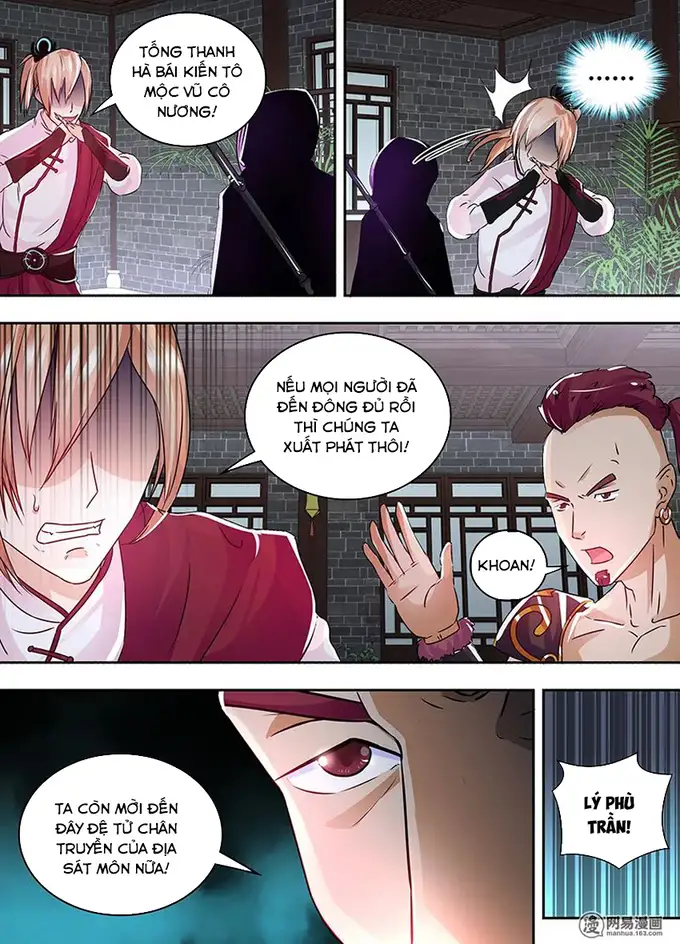 TỐNG THANH
HÀ BÁI KIẾN TÔ
MỘC VŨ CÔ
NƯƠNG!
......
NẾU MỌI NGƯỜI ĐÃ
ĐẾN ĐÔNG ĐỦ RỒI
THÌ CHÚNG TA
XUẤT PHÁT THÔI!
KHOAN!
TA CÒN MỜI ĐẾN
ĐÂY ĐỆ TỬ CHÂN
TRUYỀN CỦA ĐỊA
SÁT MÔN NỮA!
LÝ PHÙ
TRẦN!
漫 网易漫画
manhua.163.com